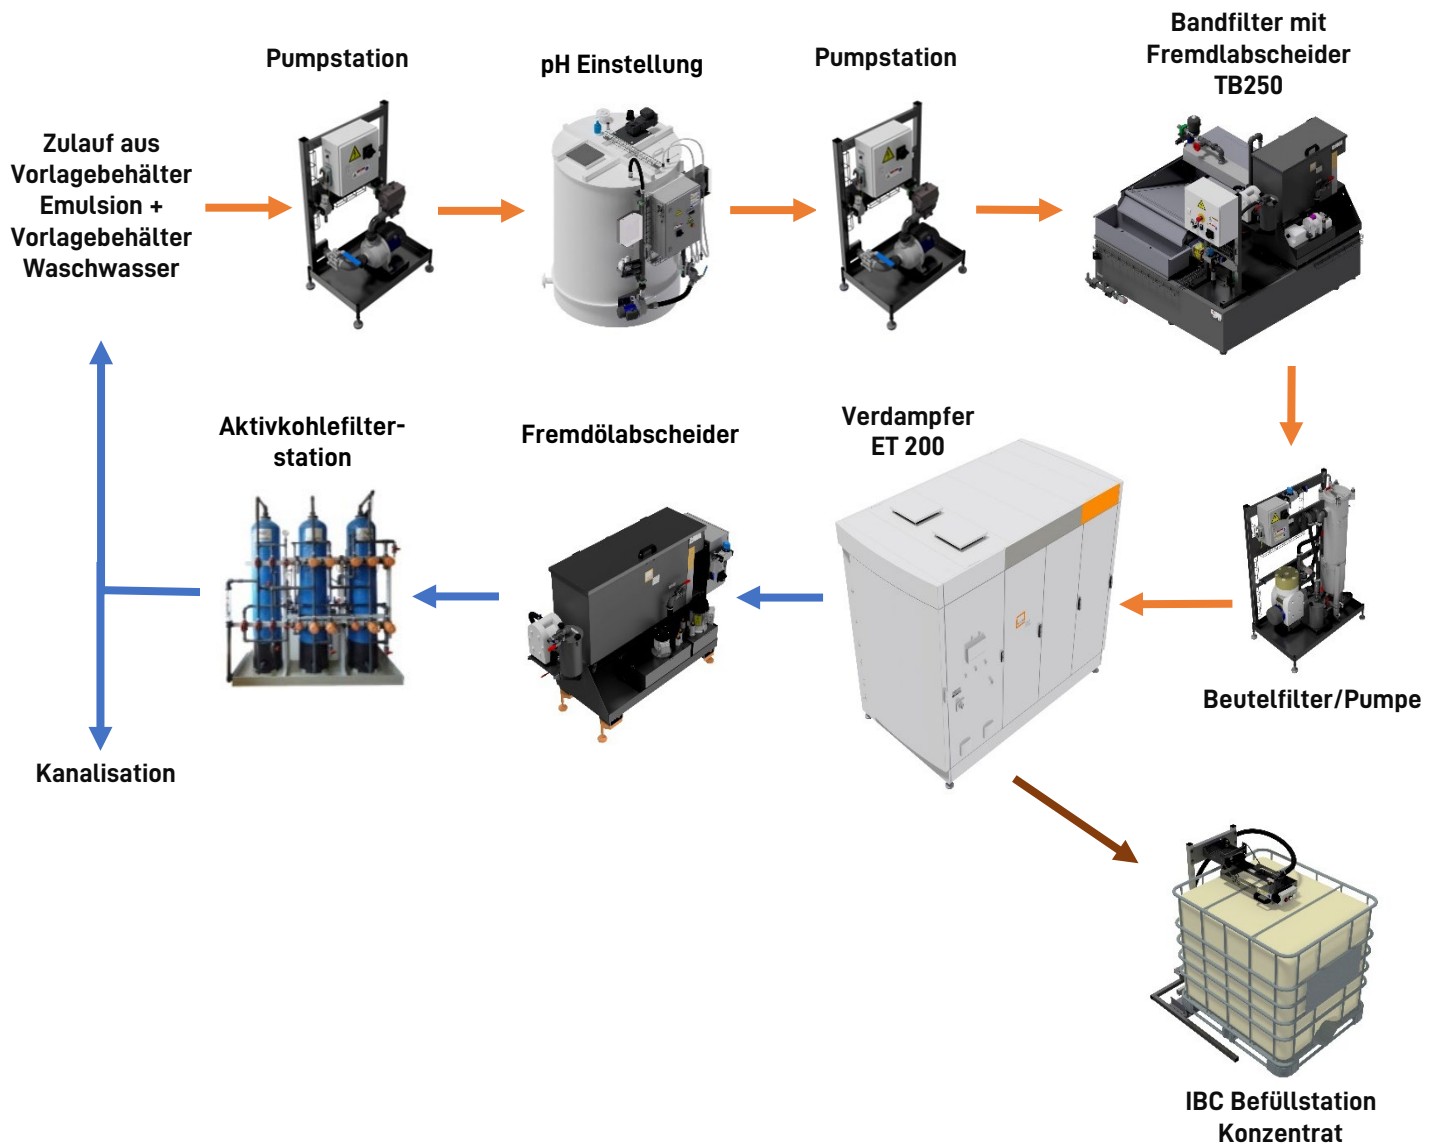 Pumpstation
pH Einstellung
Pumpstation
Bandfilter mit
Fremdlabscheider
TB250
Zulauf aus
Vorlagebehälter
Emulsion +
Vorlagebehälter
Waschwasser
Aktivkohlefilter-
station
Fremdölabscheider
Verdampfer
ET 200
Beutelfilter/Pumpe
Kanalisation
IBC Befüllstation
Konzentrat